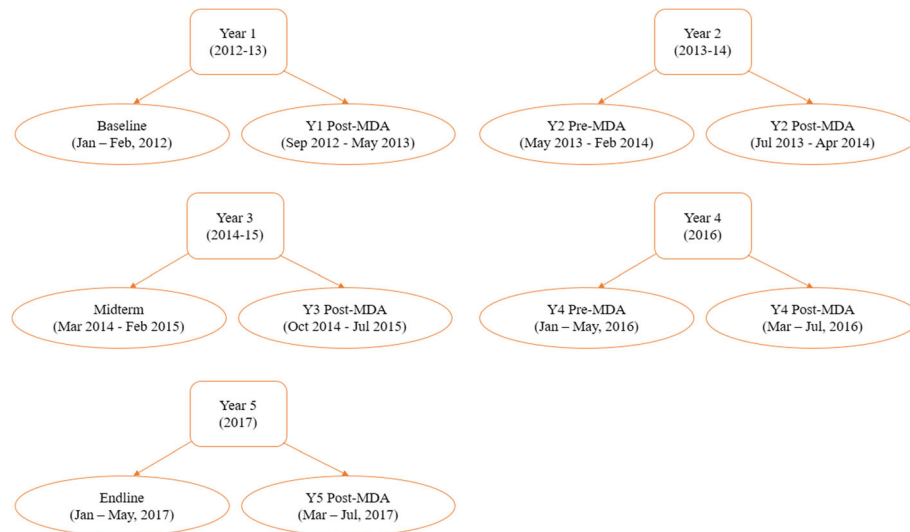 Year 1
(2012-13)
Baseline
(Jan – Feb, 2012)
Y1 Post-MDA
(Sep 2012 - May 2013)
Year 2
(2013-14)
Y2 Pre-MDA
(May 2013 - Feb 2014)
Y2 Post-MDA
(Jul 2013 - Apr 2014)
Year 3
(2014-15)
Midterm
(Mar 2014 - Feb 2015)
Y3 Post-MDA
(Oct 2014 - Jul 2015)
Year 4
(2016)
Y4 Pre-MDA
(Jan – May, 2016)
Y4 Post-MDA
(Mar – Jul, 2016)
Year 5
(2017)
Endline
(Jan – May, 2017)
Y5 Post-MDA
(Mar – Jul, 2017)